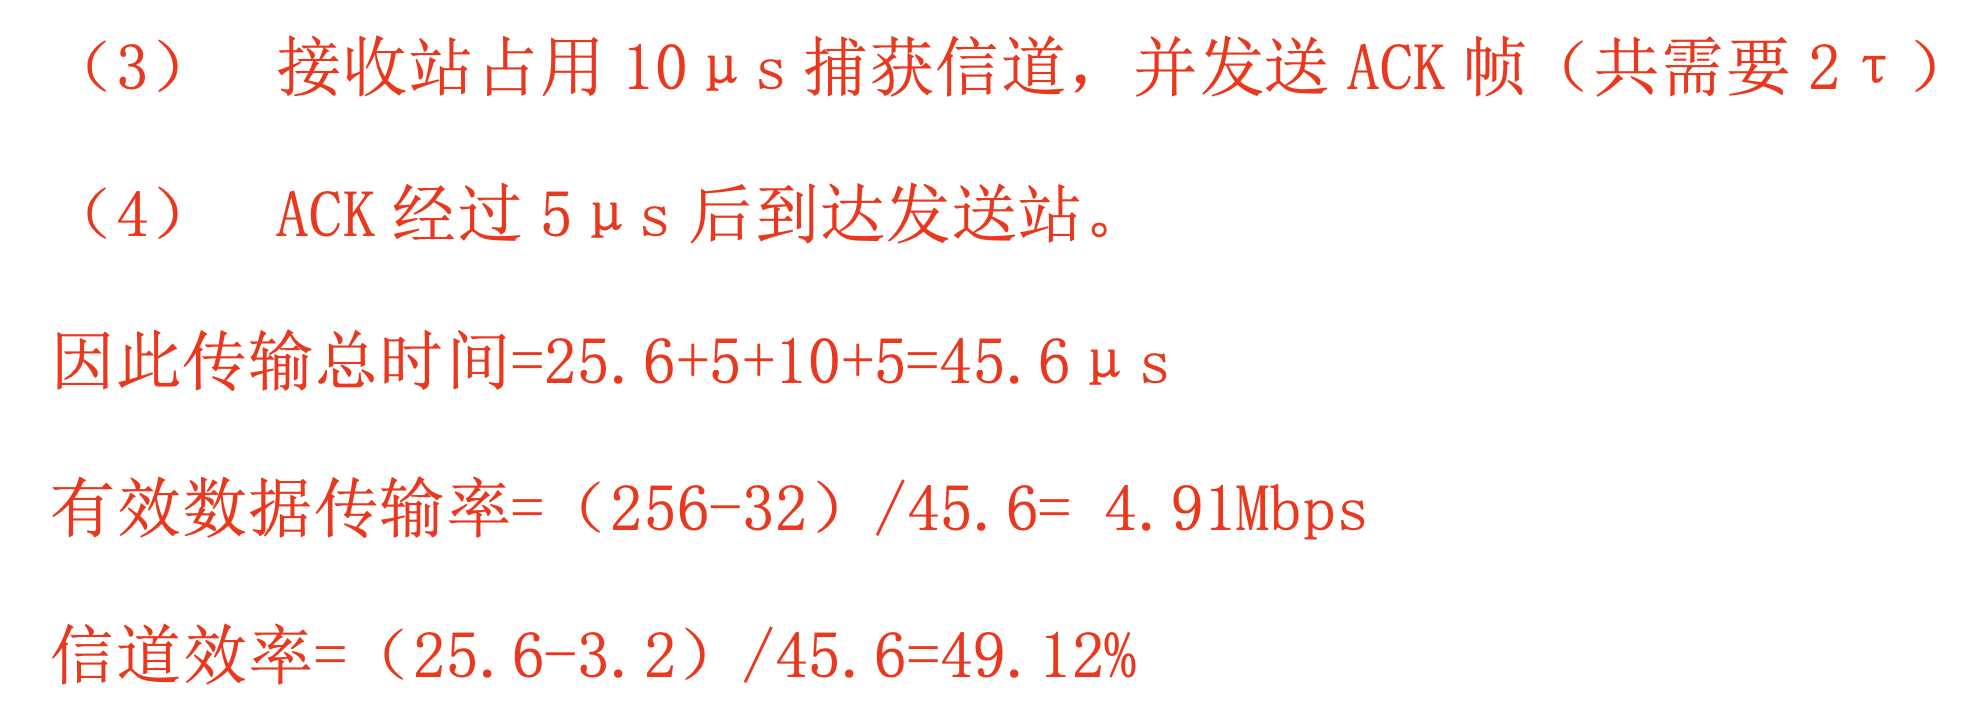 （3） 接收站占用 10μs 捕获信道，并发送 ACK 帧（共需要 2τ）
（4） ACK 经过 5μs 后到达发送站。
因此传输总时间=25.6+5+10+5=45.6μs
有效数据传输率=（256-32）/45.6= 4.91Mbps
信道效率=（25.6-3.2）/45.6=49.12%